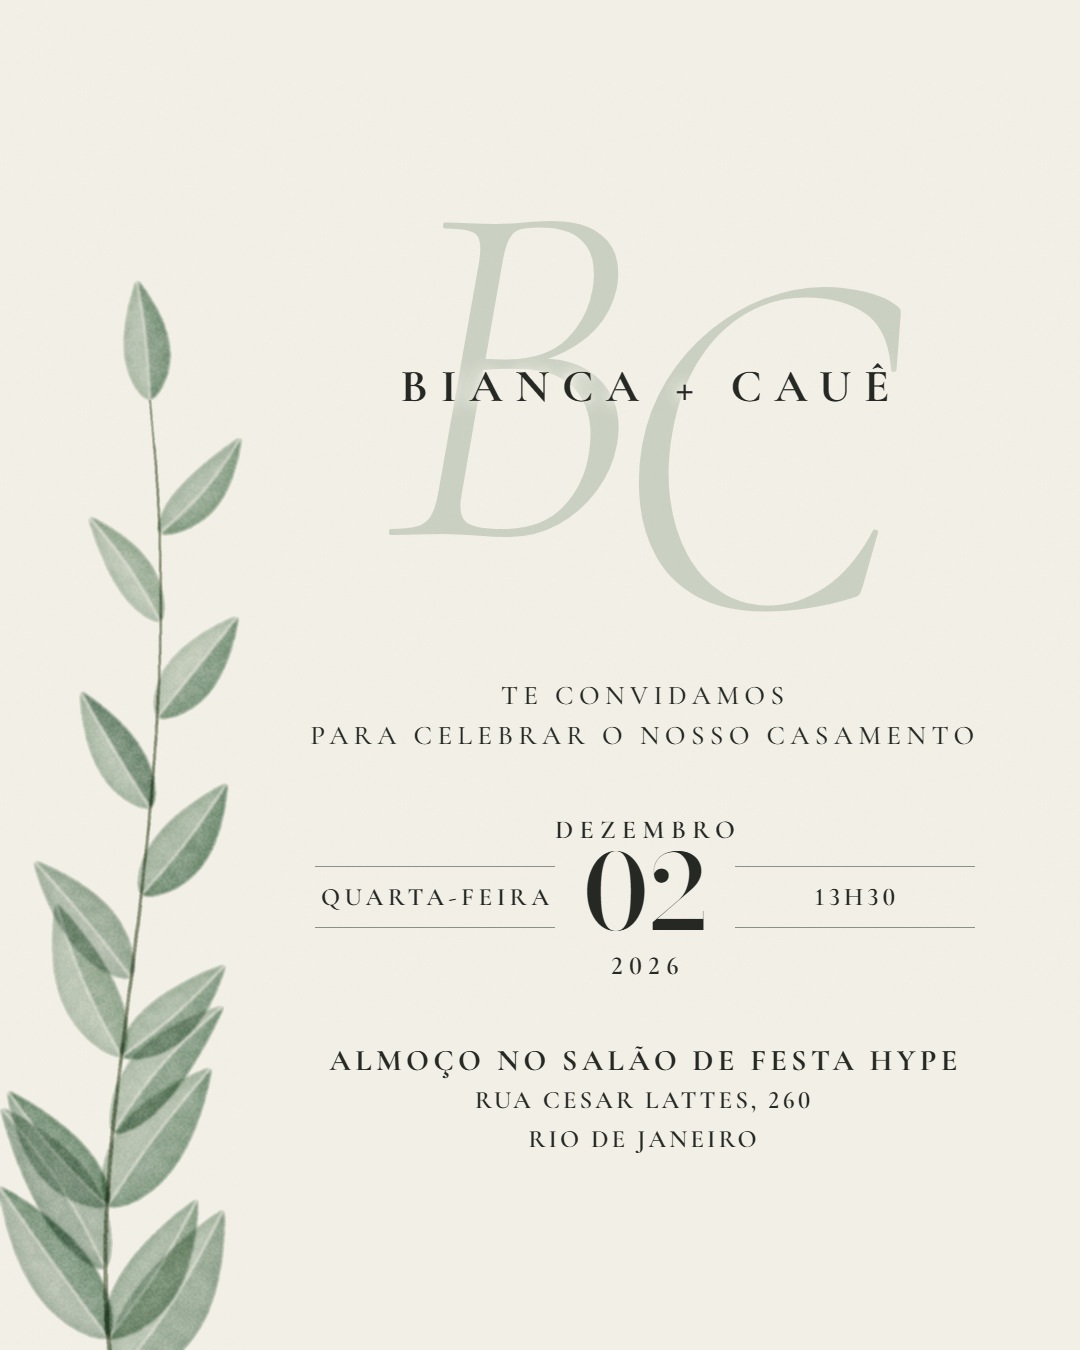 BC
BIANCA + CAUÊ
TE CONVIDAMOS
PARA CELEBRAR O NOSSO CASAMENTO
DEZEMBRO
QUARTA-FEIRA 02 13H30
2026
ALMOÇO NO SALÃO DE FESTA HYPE
RUA CESAR LATTES, 260
RIO DE JANEIRO